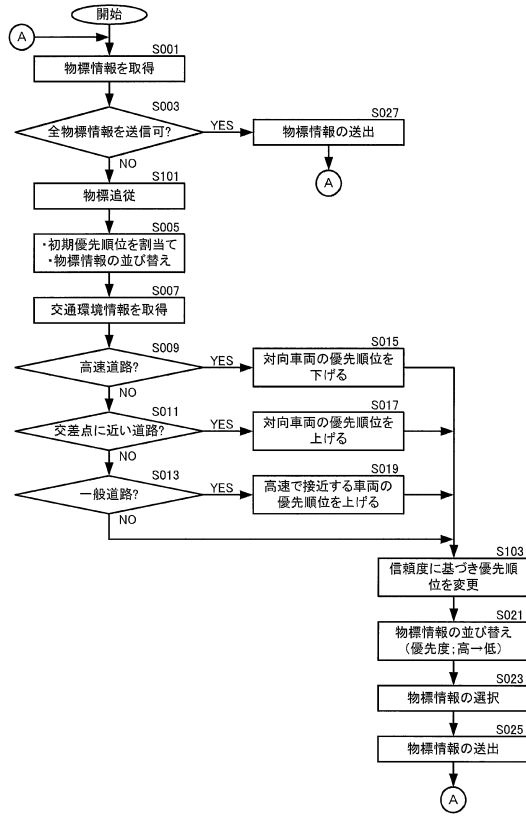 開始
A
S001
物標情報を取得
S003
全物標情報を送信可?
YES
S027
物標情報の送出
A
NO
S101
物標追従
S005
・初期優先順位を割当て
・物標情報の並び替え
S007
交通環境情報を取得
S009
高速道路?
YES
S015
対向車両の優先順位を
下げる
NO
S011
交差点に近い道路?
YES
S017
対向車両の優先順位を
上げる
NO
S013
一般道路?
YES
S019
高速で接近する車両の
優先順位を上げる
NO
S103
信頼度に基づき優先順
位を変更
S021
物標情報の並び替え
(優先度;高→低)
S023
物標情報の選択
S025
物標情報の送出
A